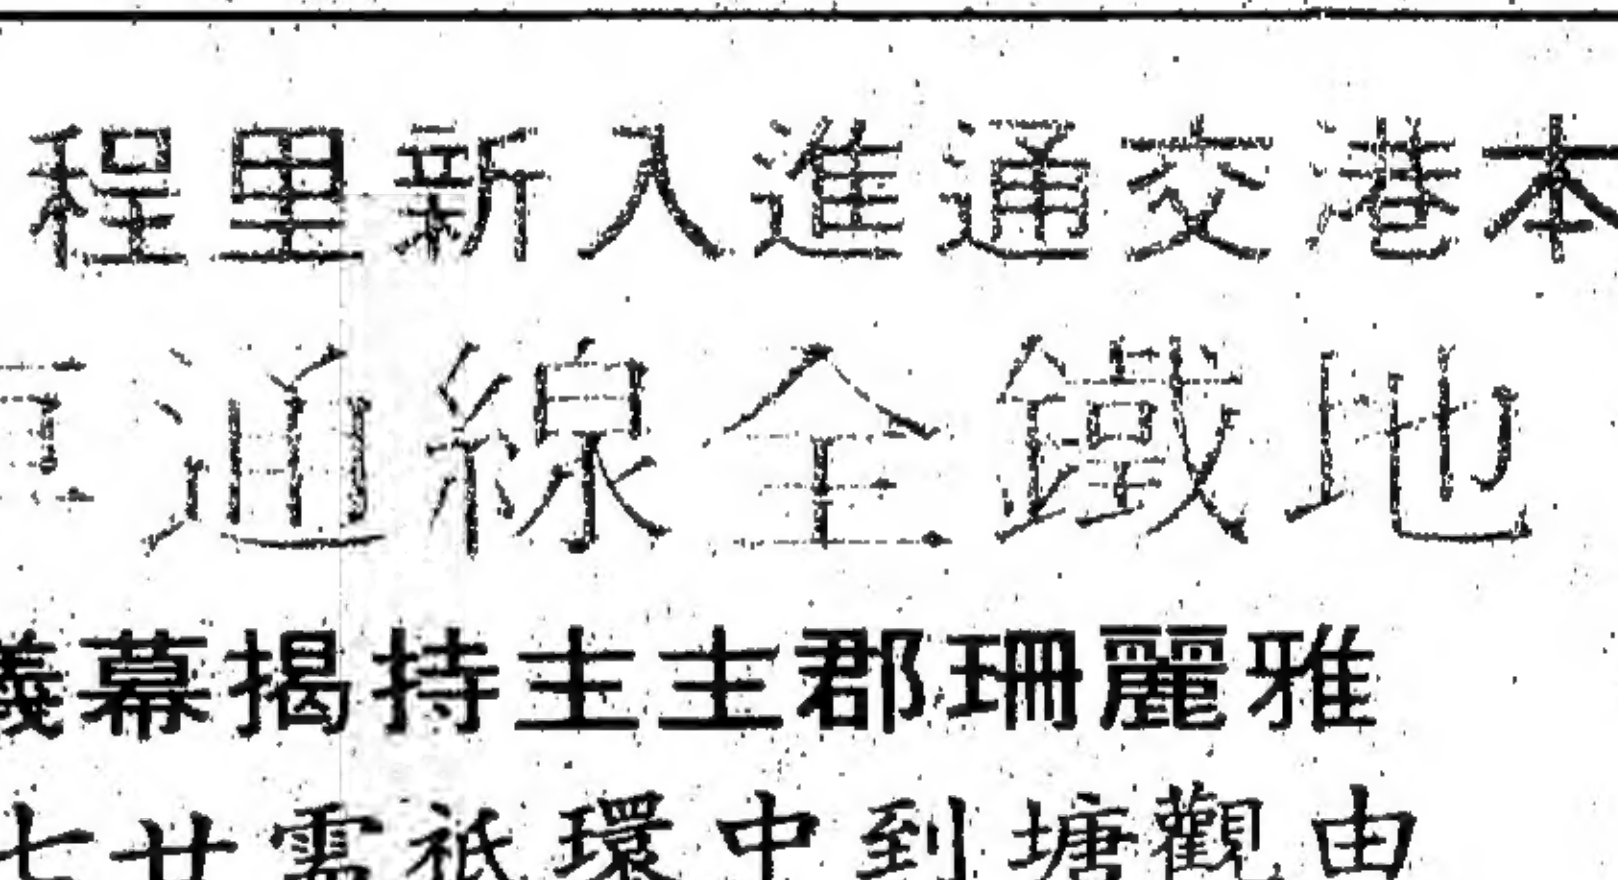 本港交通進入新里程
地鐵全線通
雅麗珊郡主主持揭幕儀
由觀塘到中環祇需廿七